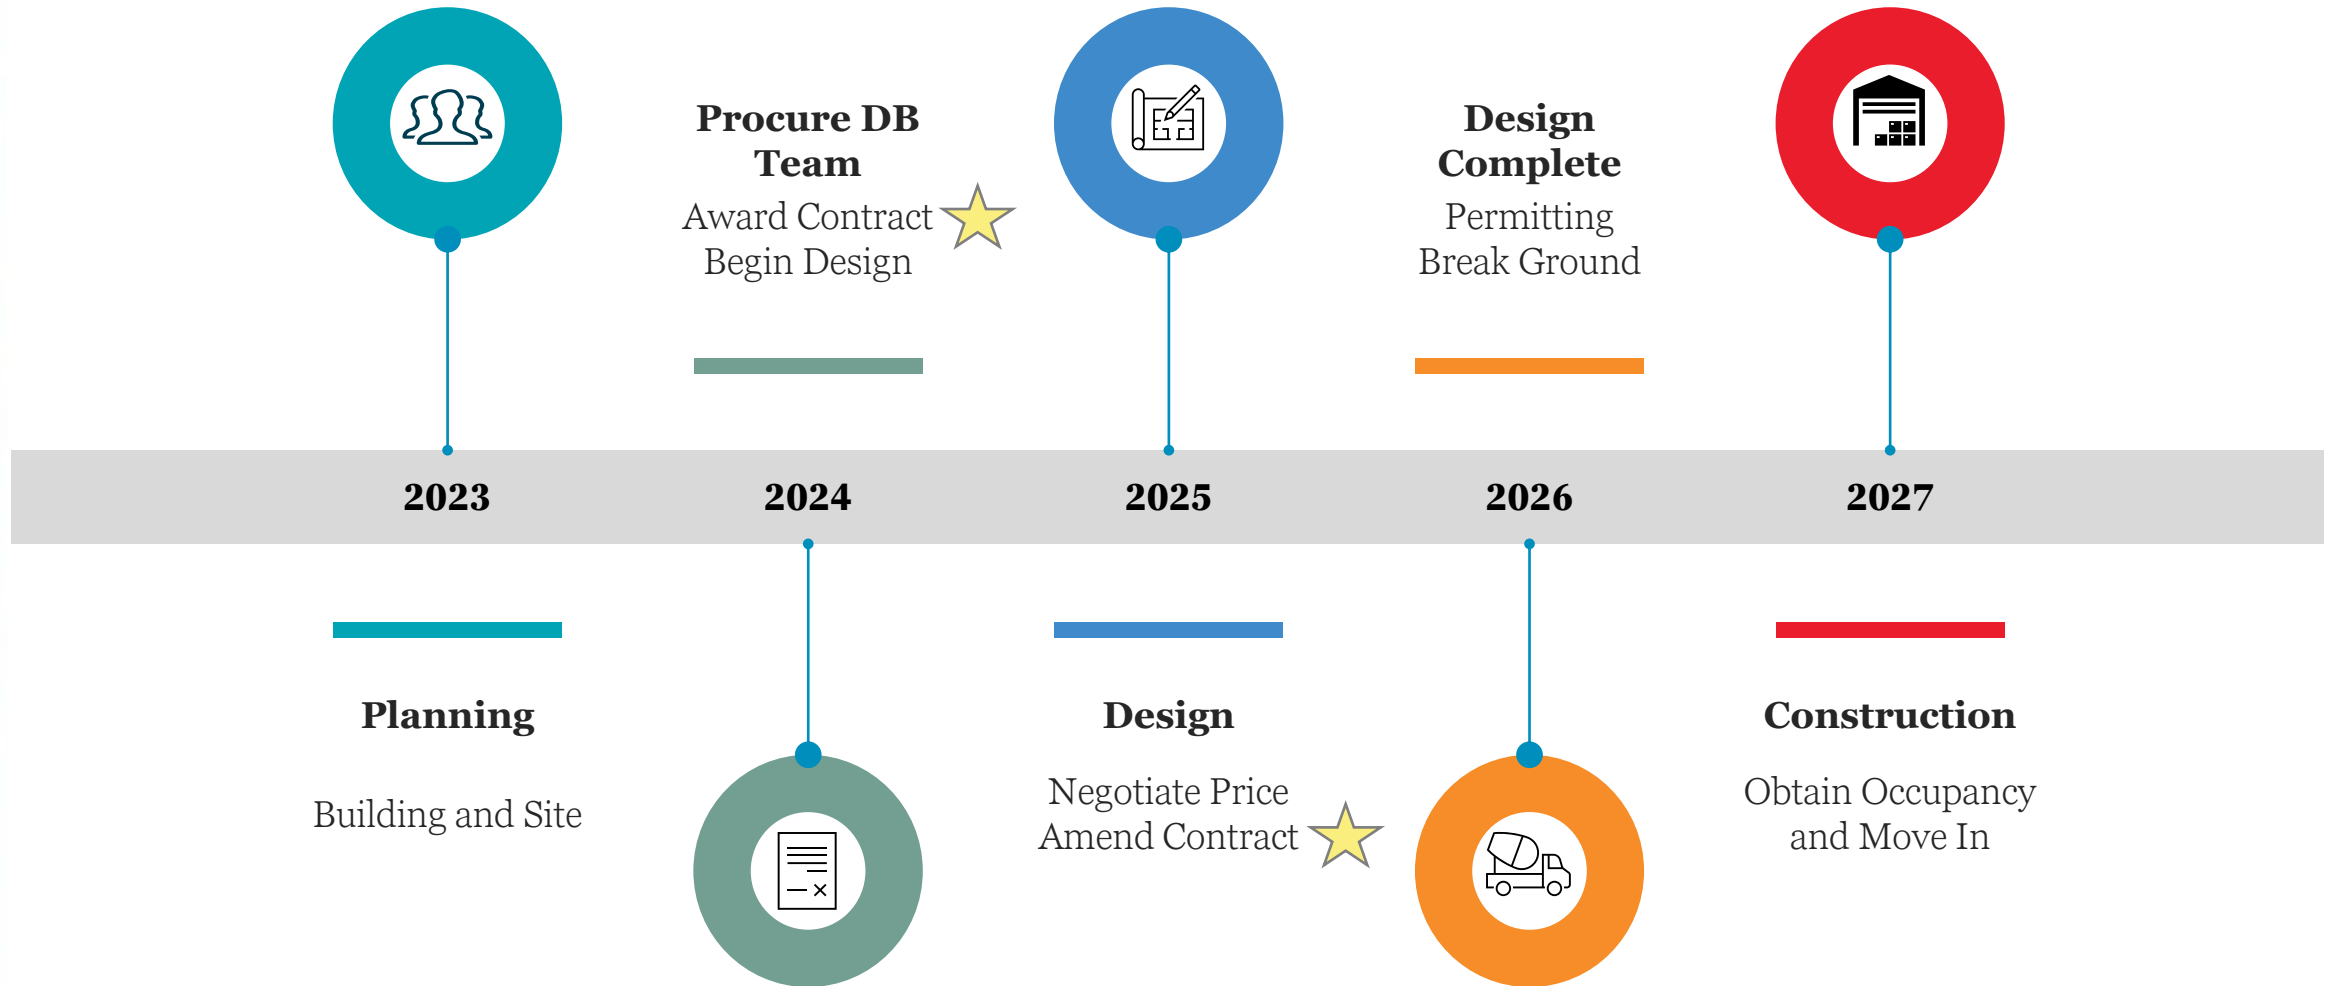 Procure DB
Team
Award Contract
Begin Design
Design
Complete
Permitting
Break Ground
2023
2024
2025
2026
2027
Planning
Building and Site
Design
Negotiate Price
Amend Contract
Construction
Obtain Occupancy
and Move In